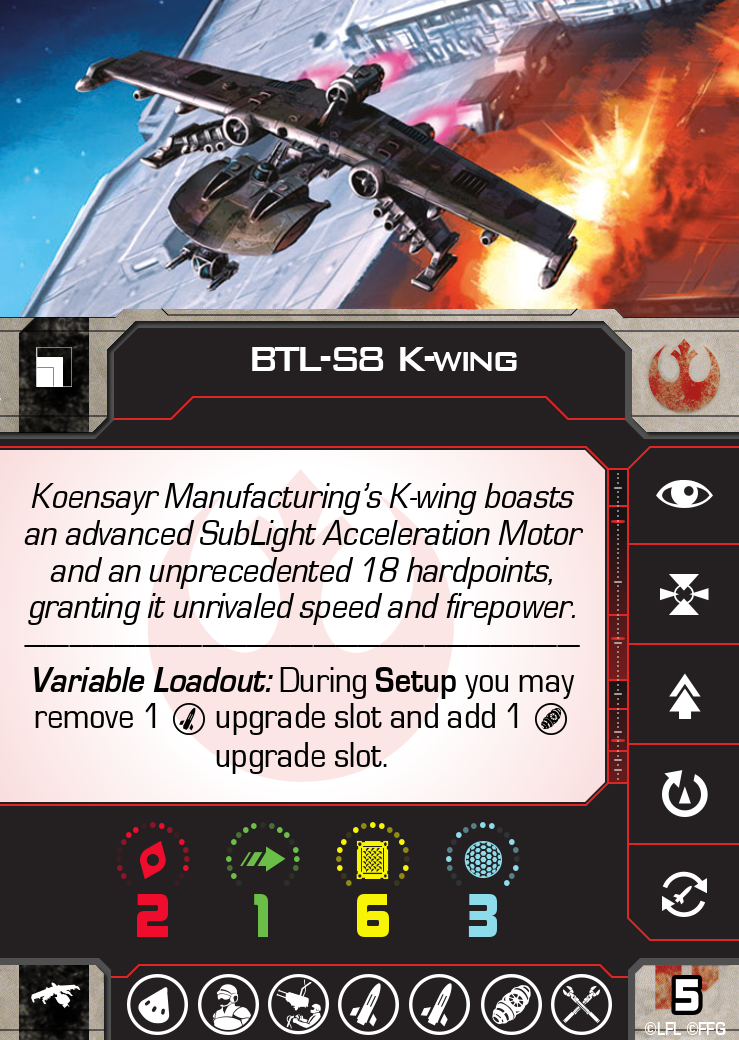 BTL-S8 K-WING
Koensayr Manufacturing's K-wing boasts
an advanced SubLight Acceleration Motor
and an unprecedented 18 hardpoints,
granting it unrivaled speed and firepower.
Variable Loadout: During Setup you may
remove 1 upgrade slot and add 1
upgrade slot.
2 1 6 3
5
©LFL ©FFG